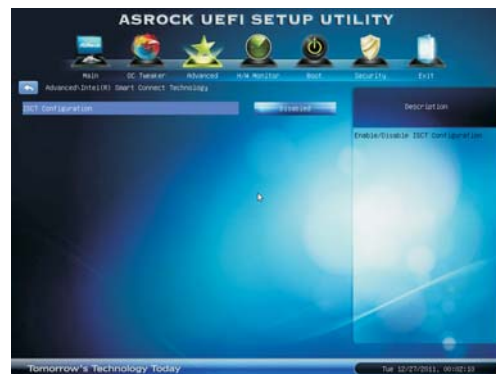 ASROCK UEFI SETUP UTILITY
Main OC Tweaker Advanced H/W Monitor Boot Security Exit
Advanced\Intel(R) Smart Connect Technology
ISCT Configuration Disabled
Description
Enable/Disable ISCT Configuration.
Tomorrow's Technology Today
Tue 12/27/2011, 00:02:10